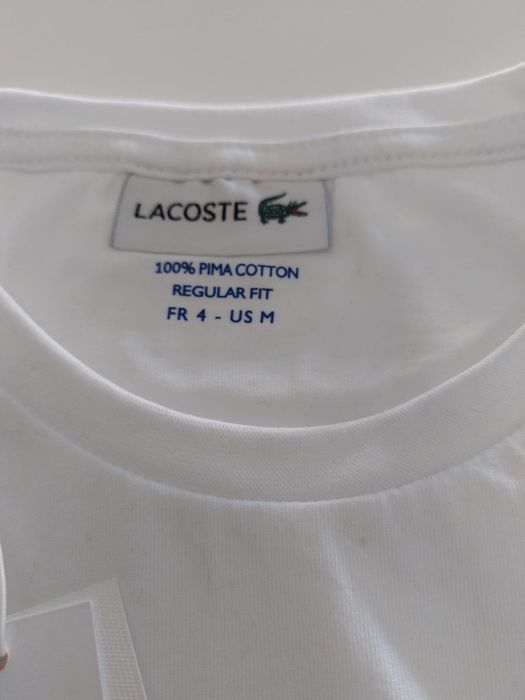 LACOSTE
100% PIMA COTTON
REGULAR FIT
FR 4 - US M